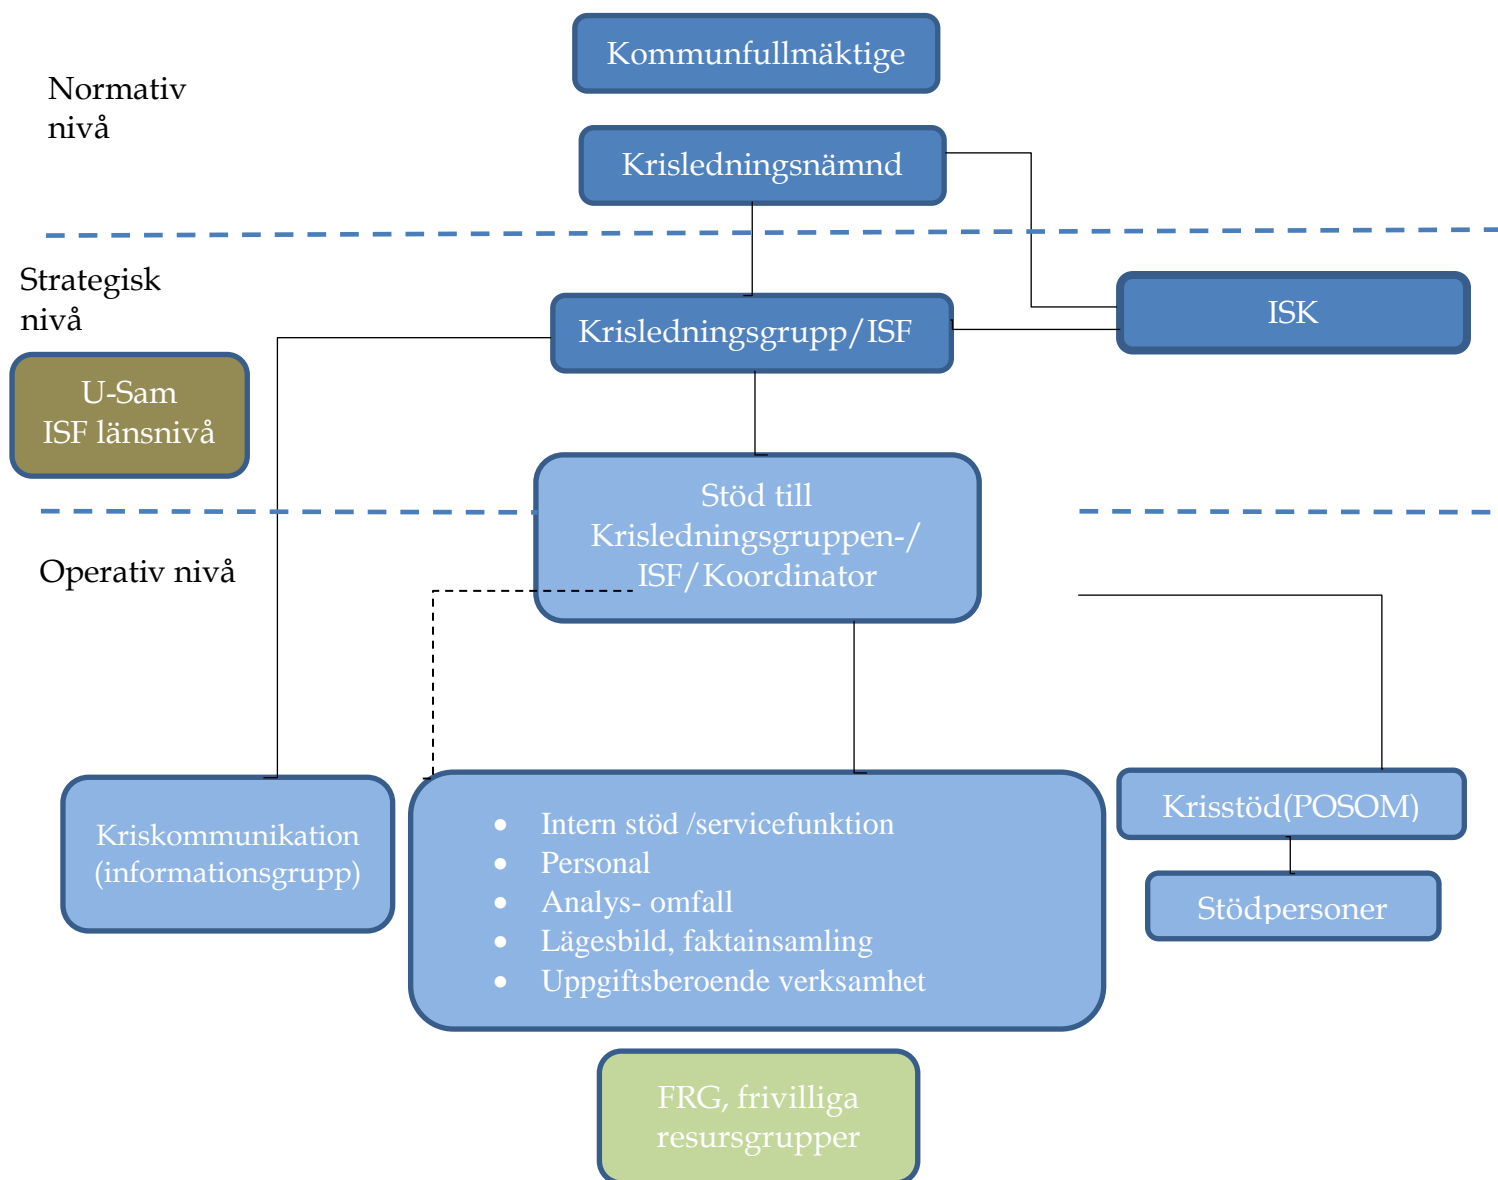 Kommunfullmäktige
Normativ
nivå
Krisledningsnämnd
Strategisk
nivå
Krisledningsgrupp/ISF
ISK
U-Sam
ISF länsnivå
Stöd till
Krisledningsgruppen-/
ISF/Koordinator
Operativ nivå
Kriskommunikation
(informationsgrupp)
• Intern stöd /servicefunktion
• Personal
• Analys- omfall
• Lägesbild, faktainsamling
• Uppgiftsberoende verksamhet
Krisstöd(POSOM)
Stödpersoner
FRG, frivilliga
resursgrupper